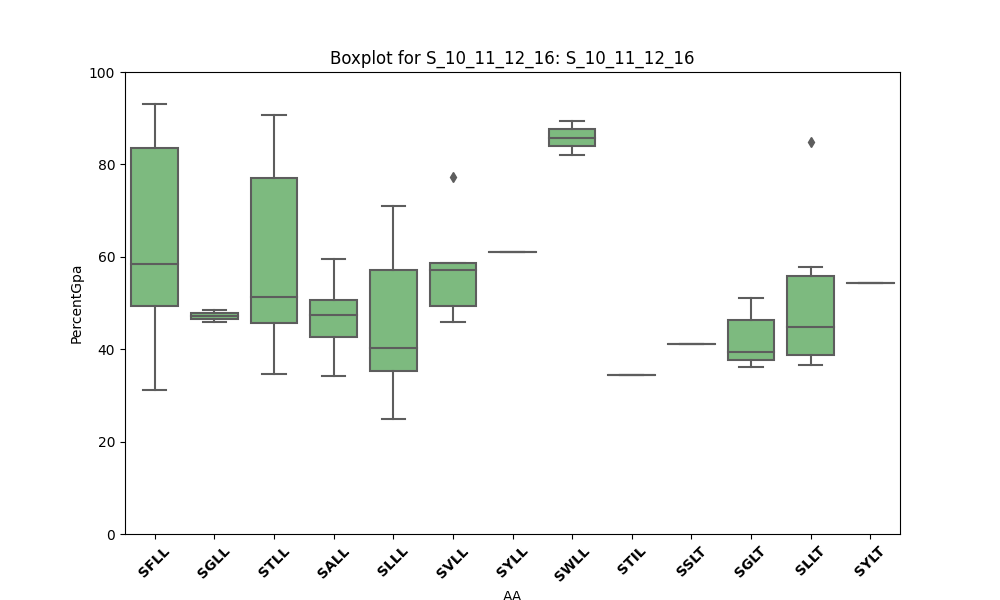 Boxplot for S_10_11_12_16: S_10_11_12_16
100
80
60
40
20
0
PercentGpa
SFLL
SGLL
STLL
SALL
SLLL
SVLL
SYLL
SWLL
STIL
SSLT
SGLT
SLLT
SYLT
AA